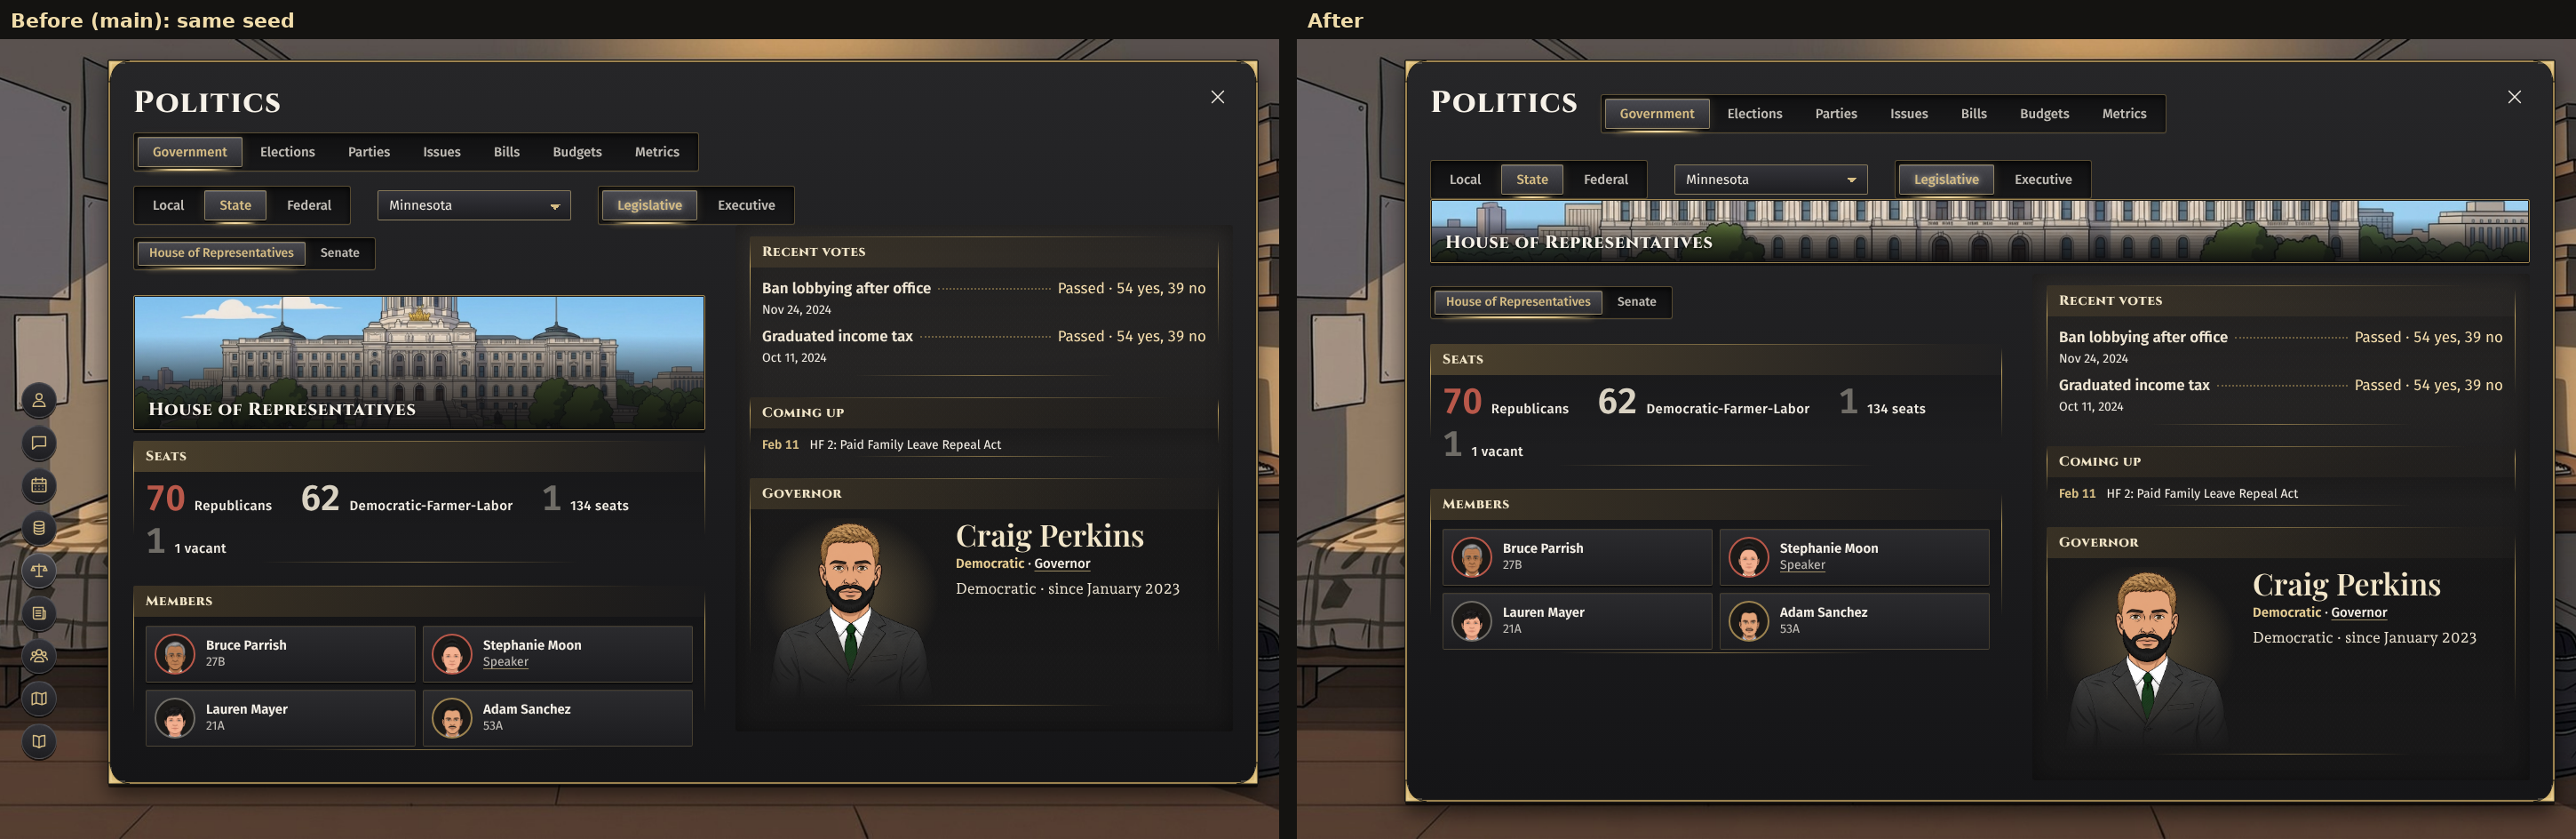 Before (main): same seed
POLITICS
Government Elections Parties Issues Bills Budgets Metrics
Local State Federal Minnesota Legislative Executive
House of Representatives Senate
HOUSE OF REPRESENTATIVES
SEATS
70 Republicans 62 Democratic-Farmer-Labor 1 134 seats
1 1 vacant
MEMBERS
Bruce Parrish
27B
Stephanie Moon
Speaker
Lauren Mayer
21A
Adam Sanchez
53A
RECENT VOTES
Ban lobbying after office Passed · 54 yes, 39 no
Nov 24, 2024
Graduated income tax Passed · 54 yes, 39 no
Oct 11, 2024
COMING UP
Feb 11 HF 2: Paid Family Leave Repeal Act
GOVERNOR
Craig Perkins
Democratic · Governor
Democratic · since January 2023
After
POLITICS
Government Elections Parties Issues Bills Budgets Metrics
Local State Federal Minnesota Legislative Executive
HOUSE OF REPRESENTATIVES
House of Representatives Senate
SEATS
70 Republicans 62 Democratic-Farmer-Labor 1 134 seats
1 1 vacant
MEMBERS
Bruce Parrish
27B
Stephanie Moon
Speaker
Lauren Mayer
21A
Adam Sanchez
53A
RECENT VOTES
Ban lobbying after office Passed · 54 yes, 39 no
Nov 24, 2024
Graduated income tax Passed · 54 yes, 39 no
Oct 11, 2024
COMING UP
Feb 11 HF 2: Paid Family Leave Repeal Act
GOVERNOR
Craig Perkins
Democratic · Governor
Democratic · since January 2023